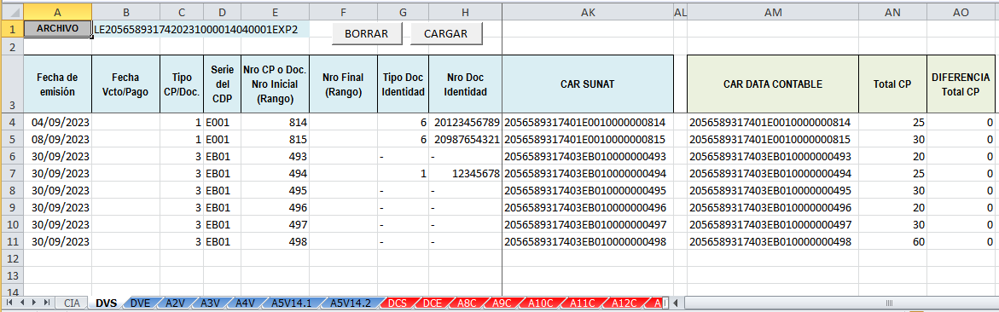 A B C D E F G H AK AL AM AN AO
1 ARCHIVO LE2056589317420231000014040001EXP2 BORRAR CARGAR
2
3 Fecha de emisión Fecha Vcto/Pago Tipo CP/Doc. Serie del CDP Nro CP o Doc. Nro Inicial (Rango) Nro Final (Rango) Tipo Doc Identidad Nro Doc Identidad CAR SUNAT CAR DATA CONTABLE Total CP DIFERENCIA Total CP
4 04/09/2023 1 E001 814 6 20123456789 2056589317401E0010000000814 2056589317401E0010000000814 25 0
5 08/09/2023 1 E001 815 6 20987654321 2056589317401E0010000000815 2056589317401E0010000000815 30 0
6 30/09/2023 3 EB01 493 - - 2056589317403EB010000000493 2056589317403EB010000000493 20 0
7 30/09/2023 3 EB01 494 1 12345678 2056589317403EB010000000494 2056589317403EB010000000494 25 0
8 30/09/2023 3 EB01 495 - - 2056589317403EB010000000495 2056589317403EB010000000495 30 0
9 30/09/2023 3 EB01 496 - - 2056589317403EB010000000496 2056589317403EB010000000496 20 0
10 30/09/2023 3 EB01 497 - - 2056589317403EB010000000497 2056589317403EB010000000497 30 0
11 30/09/2023 3 EB01 498 - - 2056589317403EB010000000498 2056589317403EB010000000498 60 0
12
13
14
CIA DVS DVE A2V A3V A4V A5V14.1 A5V14.2 DCS DCE A8C A9C A10C A11C A12C A